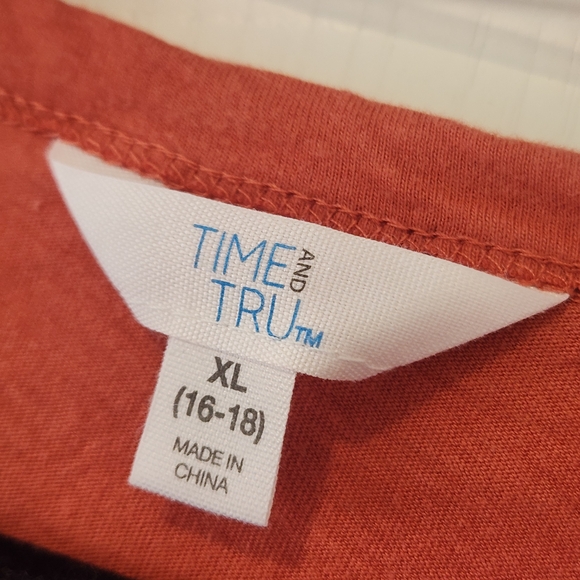 TIME AND
TRU™
XL
(16-18)
MADE IN
CHINA